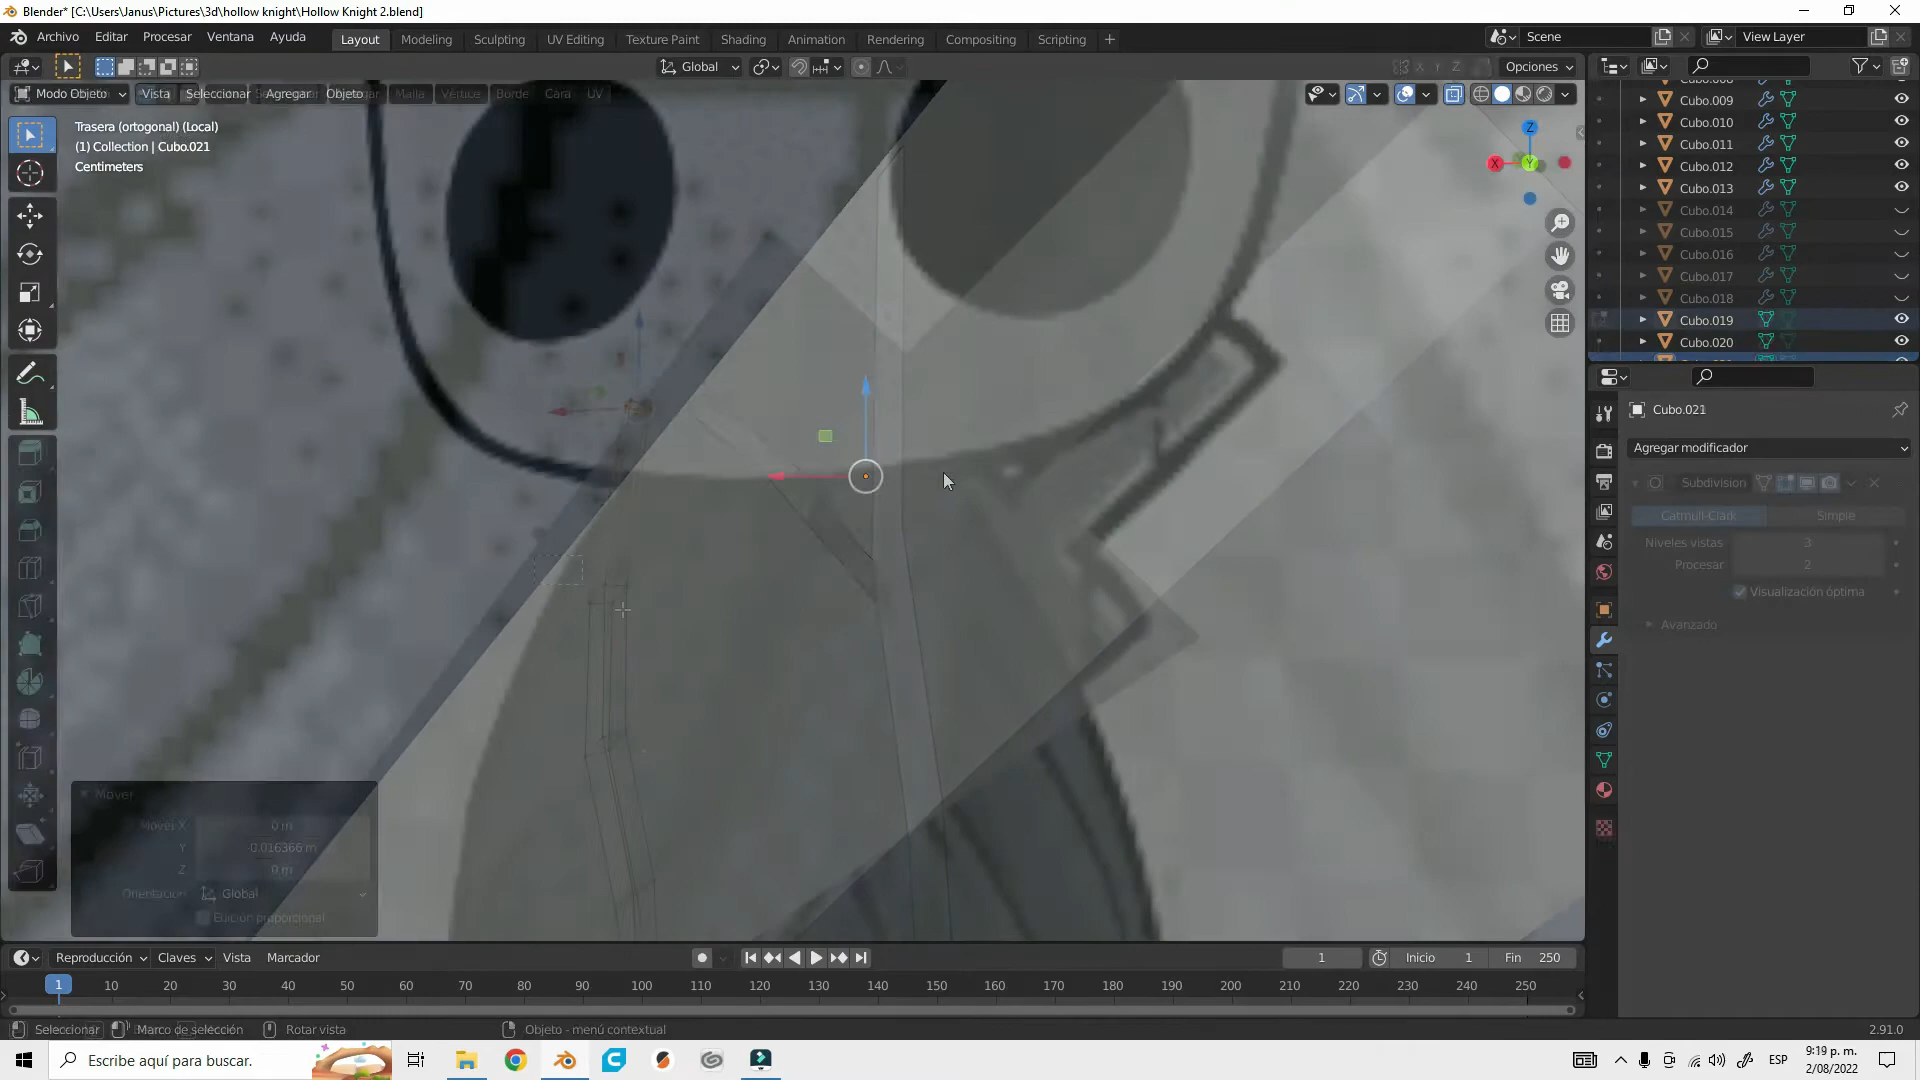 Blender* [C:\Users\Janus\Pictures\3d\hollow knight\Hollow Knight 2.blend]
Archivo Editar Procesar Ventana Ayuda
Layout Modeling Sculpting UV Editing Texture Paint Shading Animation Rendering Compositing Scripting +
Scene
View Layer
Global
Opciones
Modo Objeto Vista Seleccionar Agregar Objeto Malla Vértice Borde Cara UV
Trasera (ortogonal) (Local)
(1) Collection | Cubo.021
Centimeters
Z
X
Y
Cubo.009
Cubo.010
Cubo.011
Cubo.012
Cubo.013
Cubo.014
Cubo.015
Cubo.016
Cubo.017
Cubo.018
Cubo.019
Cubo.020
Cubo.021
Agregar modificador
Subdivision
Catmull-Clark Simple
Niveles vistas 3
Procesar 2
Visualización óptima
Avanzado
Mover
Mover X 0 m
Y -0.016366 m
Z 0 m
Orientación Global
Edición proporcional
Reproducción Claves Vista Marcador
1 Inicio 1 Fin 250
1 10 20 30 40 50 60 70 80 90 100 110 120 130 140 150 160 170 180 190 200 210 220 230 240 250
Seleccionar Marco de selección Rotar vista Objeto - menú contextual 2.91.0
Escribe aquí para buscar.
ESP
9:19 p. m.
2/08/2022